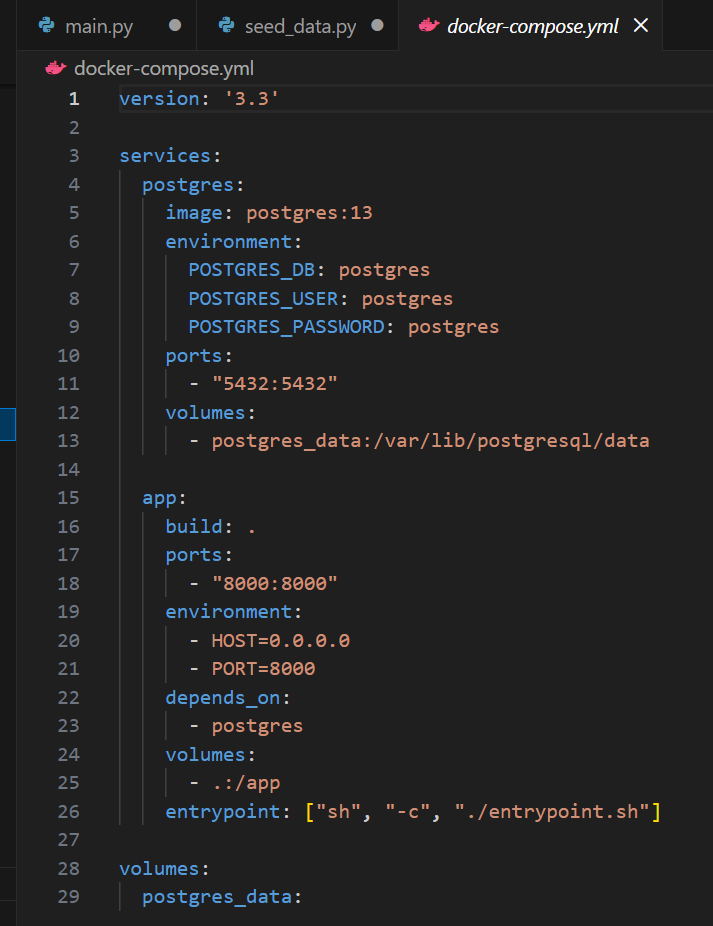 main.py seed_data.py docker-compose.yml
docker-compose.yml
1 version: '3.3'
2
3 services:
4   postgres:
5     image: postgres:13
6     environment:
7       POSTGRES_DB: postgres
8       POSTGRES_USER: postgres
9       POSTGRES_PASSWORD: postgres
10     ports:
11       - "5432:5432"
12     volumes:
13       - postgres_data:/var/lib/postgresql/data
14
15   app:
16     build: .
17     ports:
18       - "8000:8000"
19     environment:
20       - HOST=0.0.0.0
21       - PORT=8000
22     depends_on:
23       - postgres
24     volumes:
25       - .:/app
26     entrypoint: ["sh", "-c", "./entrypoint.sh"]
27
28 volumes:
29   postgres_data: